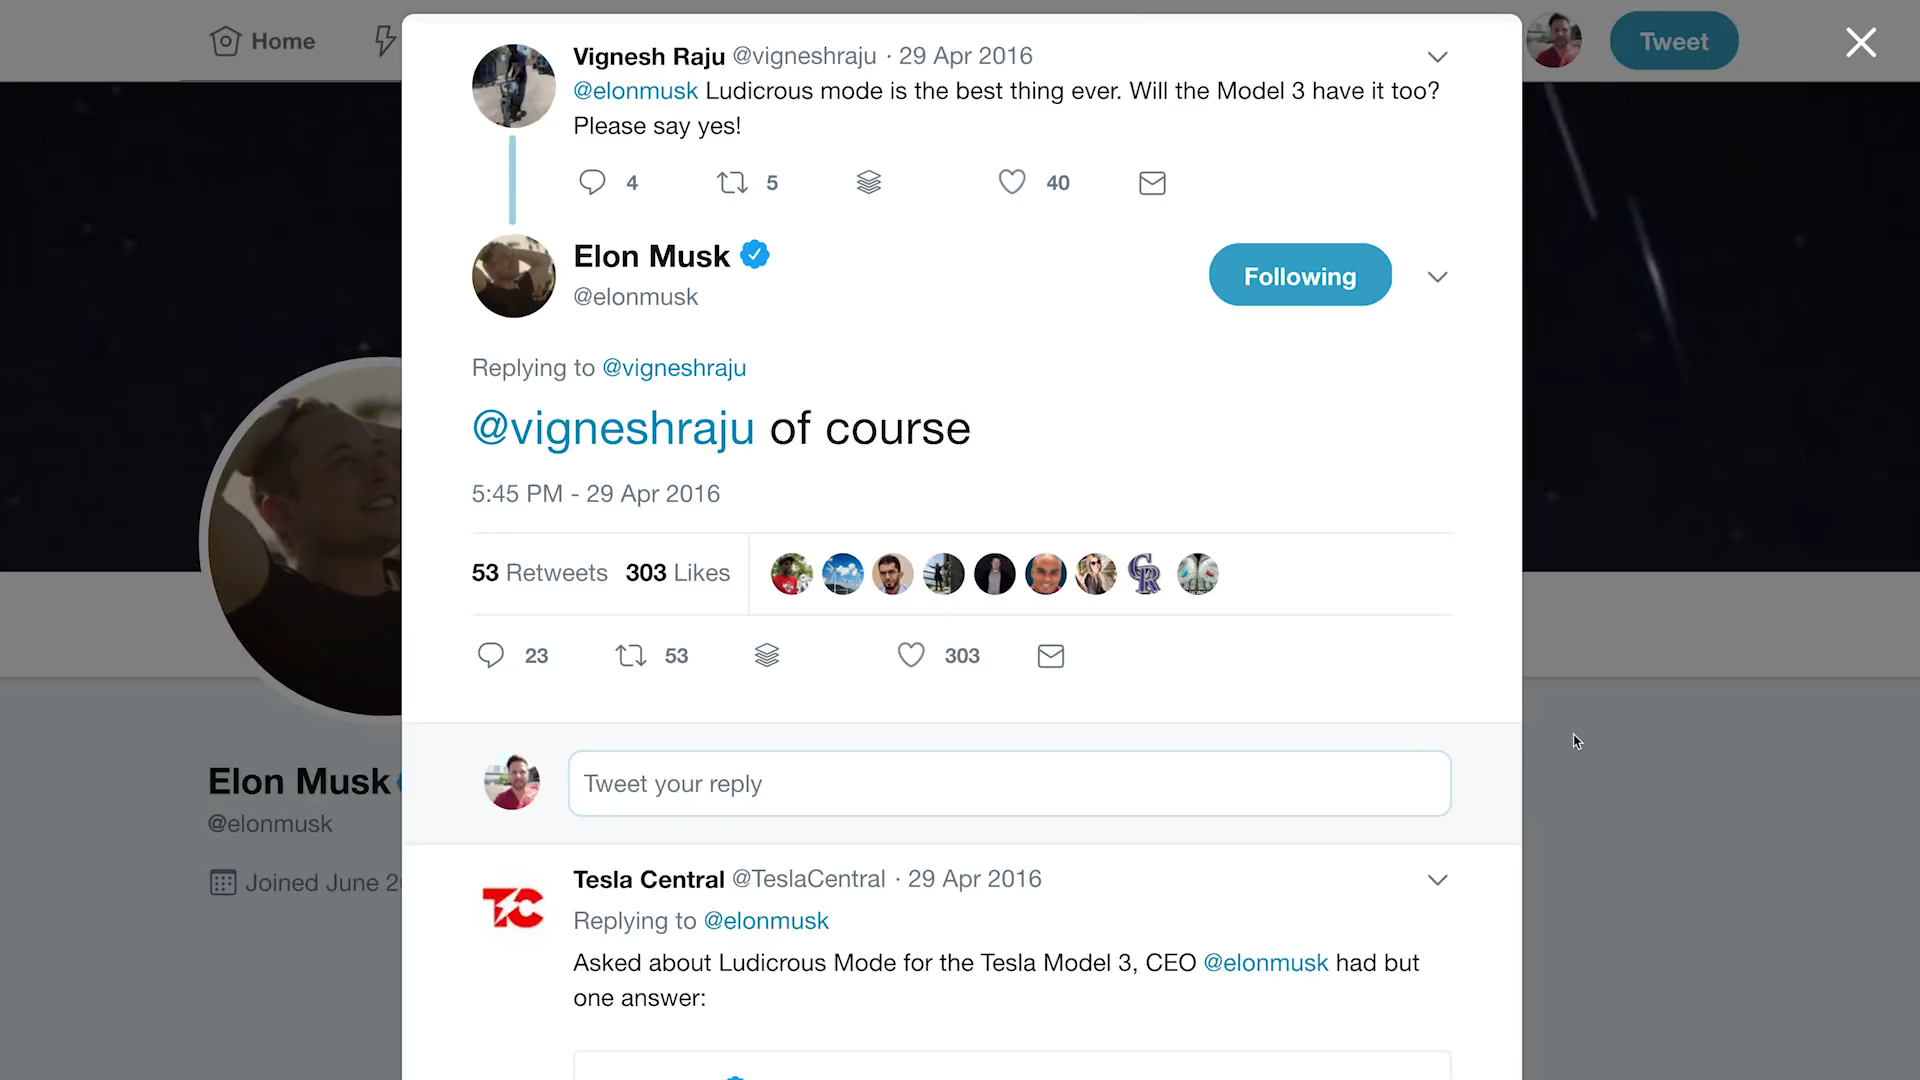 Home
Tweet
Vignesh Raju @vigneshraju · 29 Apr 2016
@elonmusk Ludicrous mode is the best thing ever. Will the Model 3 have it too?
Please say yes!
4 5 40
Elon Musk
@elonmusk
Following
Replying to @vigneshraju
@vigneshraju of course
5:45 PM - 29 Apr 2016
53 Retweets 303 Likes
CR
23 53 303
Tweet your reply
Elon Musk
@elonmusk
Joined June 2
Tesla Central @TeslaCentral · 29 Apr 2016
TC
Replying to @elonmusk
Asked about Ludicrous Mode for the Tesla Model 3, CEO @elonmusk had but
one answer: